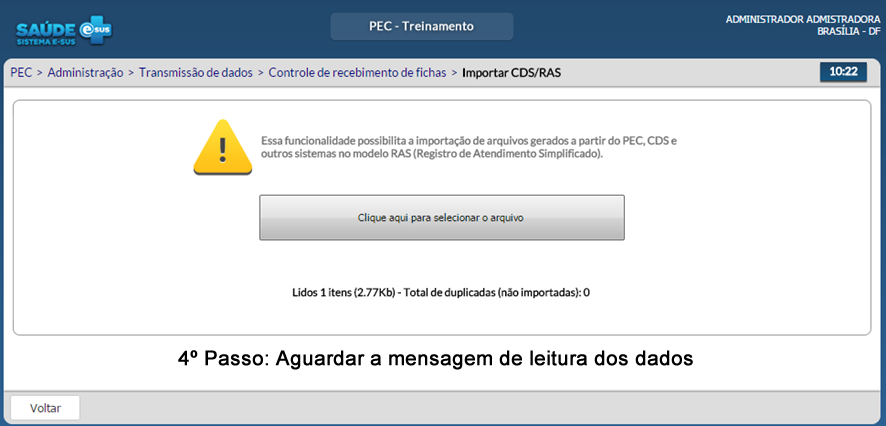 SAÚDE e-SUS
SISTEMA E-SUS
PEC - Treinamento
ADMINISTRADOR ADMISTRADORA
BRASÍLIA - DF
PEC > Administração > Transmissão de dados > Controle de recebimento de fichas > Importar CDS/RAS
10:22
!
Essa funcionalidade possibilita a importação de arquivos gerados a partir do PEC, CDS e
outros sistemas no modelo RAS (Registro de Atendimento Simplificado).
Clique aqui para selecionar o arquivo
Lidos 1 itens (2.77Kb) - Total de duplicadas (não importadas): 0
4º Passo: Aguardar a mensagem de leitura dos dados
Voltar